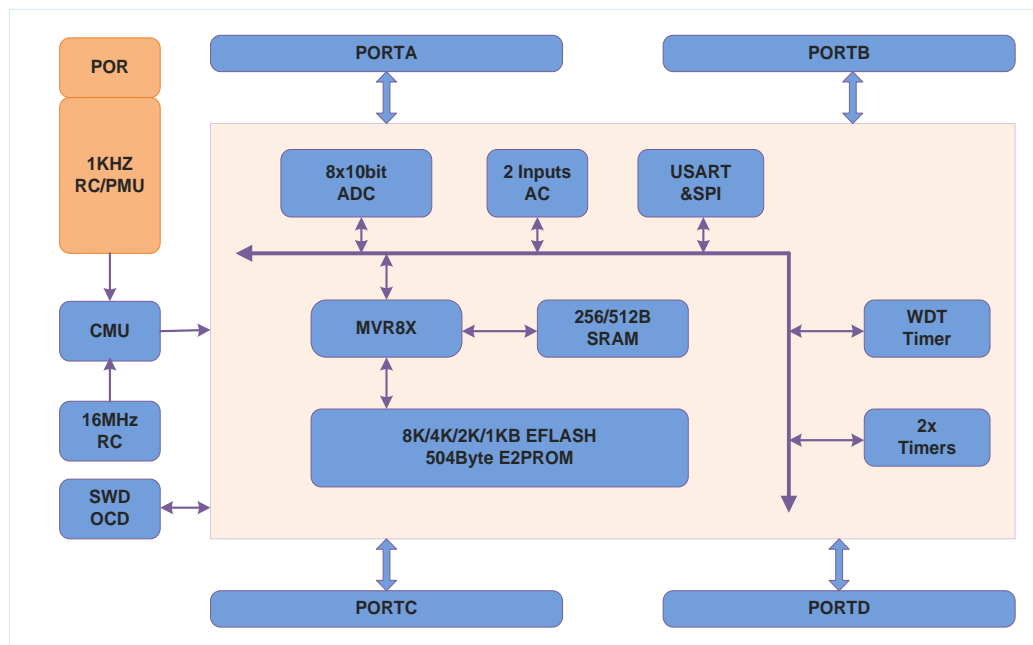 PORTA
PORTB
POR
1KHZ
RC/PMU
8x10bit
ADC
2 Inputs
AC
USART
&SPI
CMU
MVR8X
256/512B
SRAM
WDT
Timer
16MHz
RC
8K/4K/2K/1KB EFLASH
504Byte E2PROM
2x
Timers
SWD
OCD
PORTC
PORTD